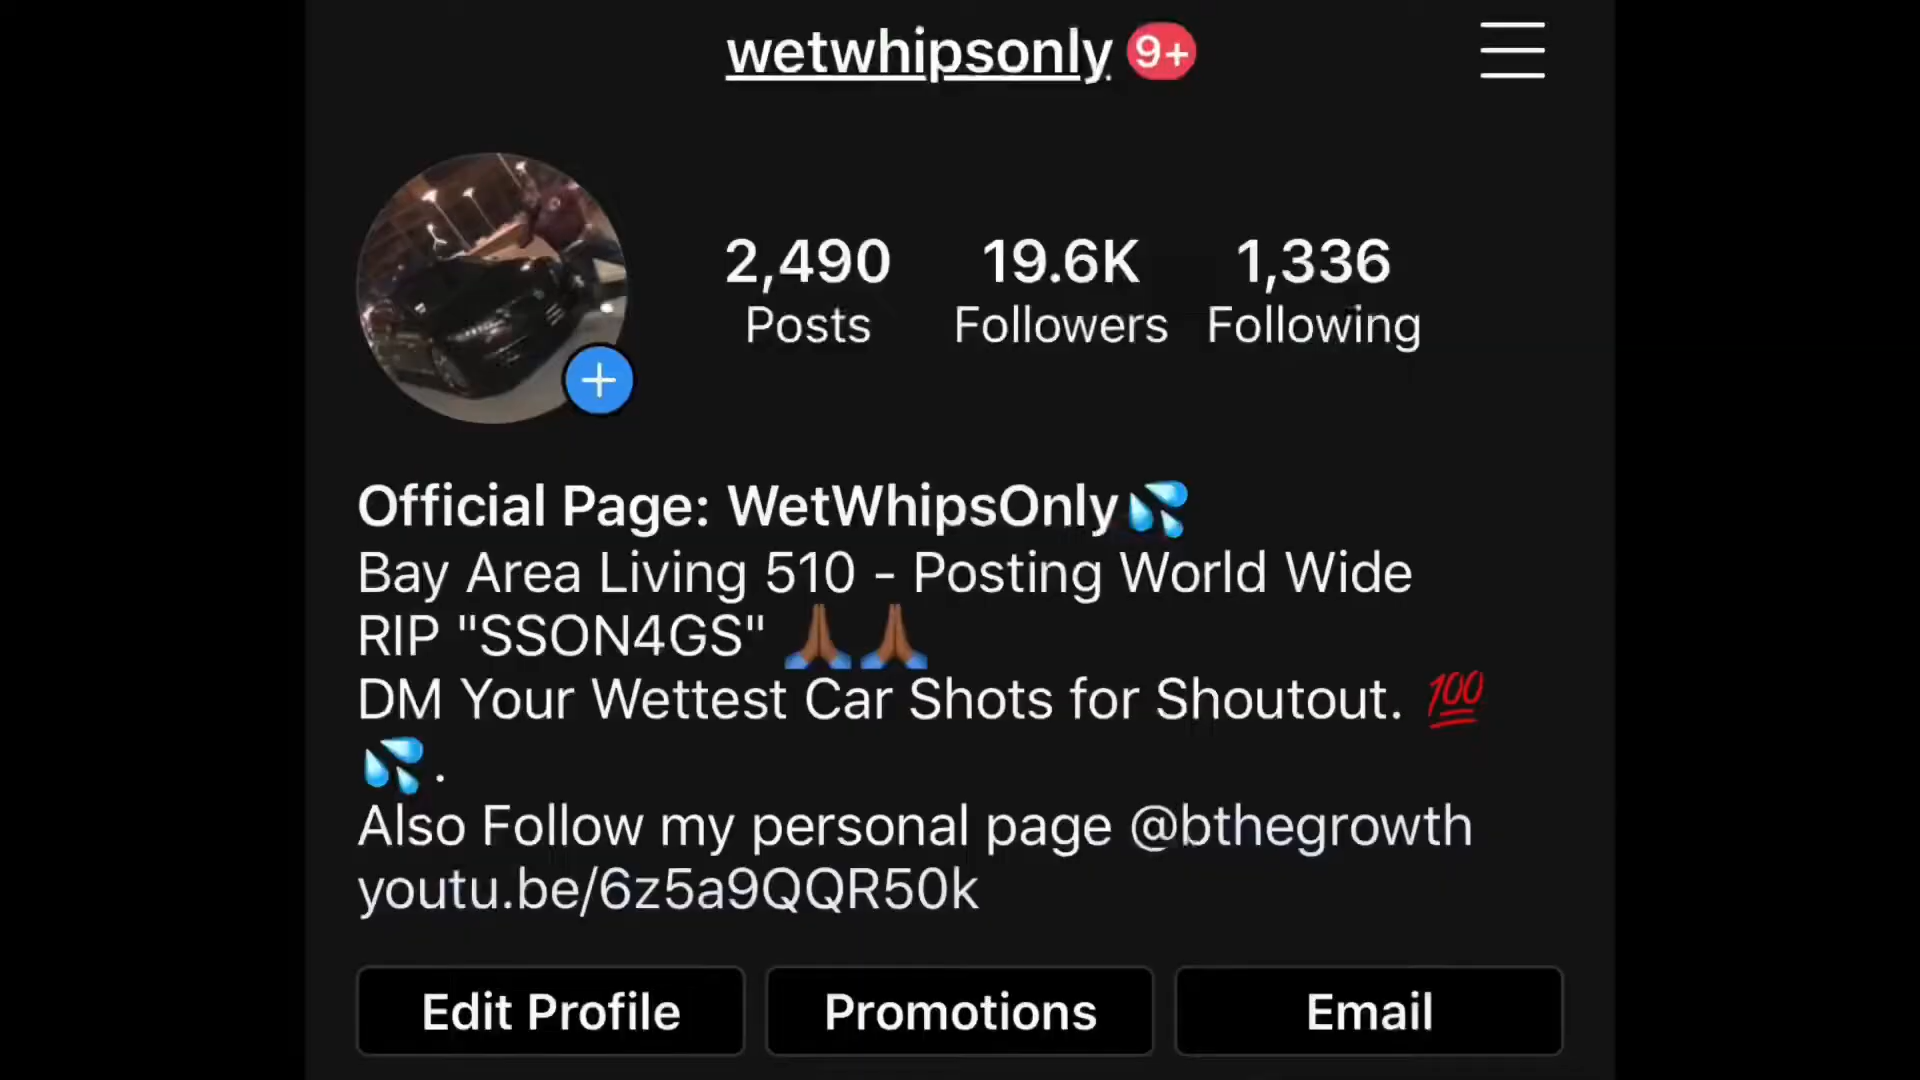 wetwhipsonly 9+
2,490 19.6K 1,336
Posts Followers Following
Official Page: WetWhipsOnly💦
Bay Area Living 510 - Posting World Wide
RIP "SSON4GS" 🙏🏾🙏🏾
DM Your Wettest Car Shots for Shoutout. 💯
💦 .
Also Follow my personal page @bthegrowth
youtu.be/6z5a9QQR50k
Edit Profile Promotions Email